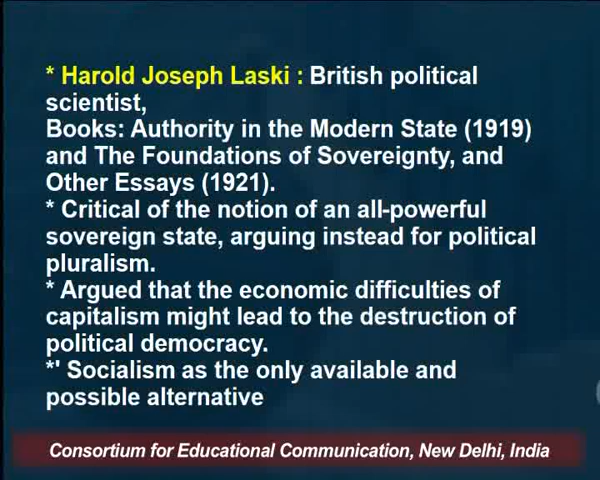 * Harold Joseph Laski : British political
scientist,
Books: Authority in the Modern State (1919)
and The Foundations of Sovereignty, and
Other Essays (1921).
* Critical of the notion of an all-powerful
sovereign state, arguing instead for political
pluralism.
* Argued that the economic difficulties of
capitalism might lead to the destruction of
political democracy.
*' Socialism as the only available and
possible alternative
Consortium for Educational Communication, New Delhi, India